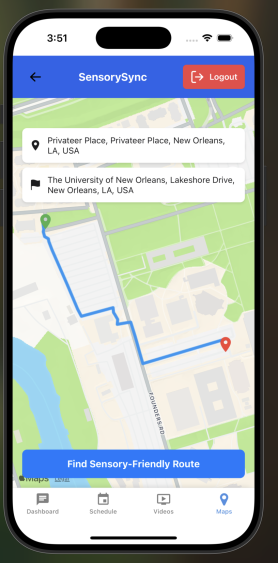 3:51
SensorySync
Logout
Privateer Place, Privateer Place, New Orleans,
LA, USA
The University of New Orleans, Lakeshore Drive,
New Orleans, LA, USA
FOUNDERS RD
Find Sensory-Friendly Route
Maps Legal
Dashboard
Schedule
Videos
Maps